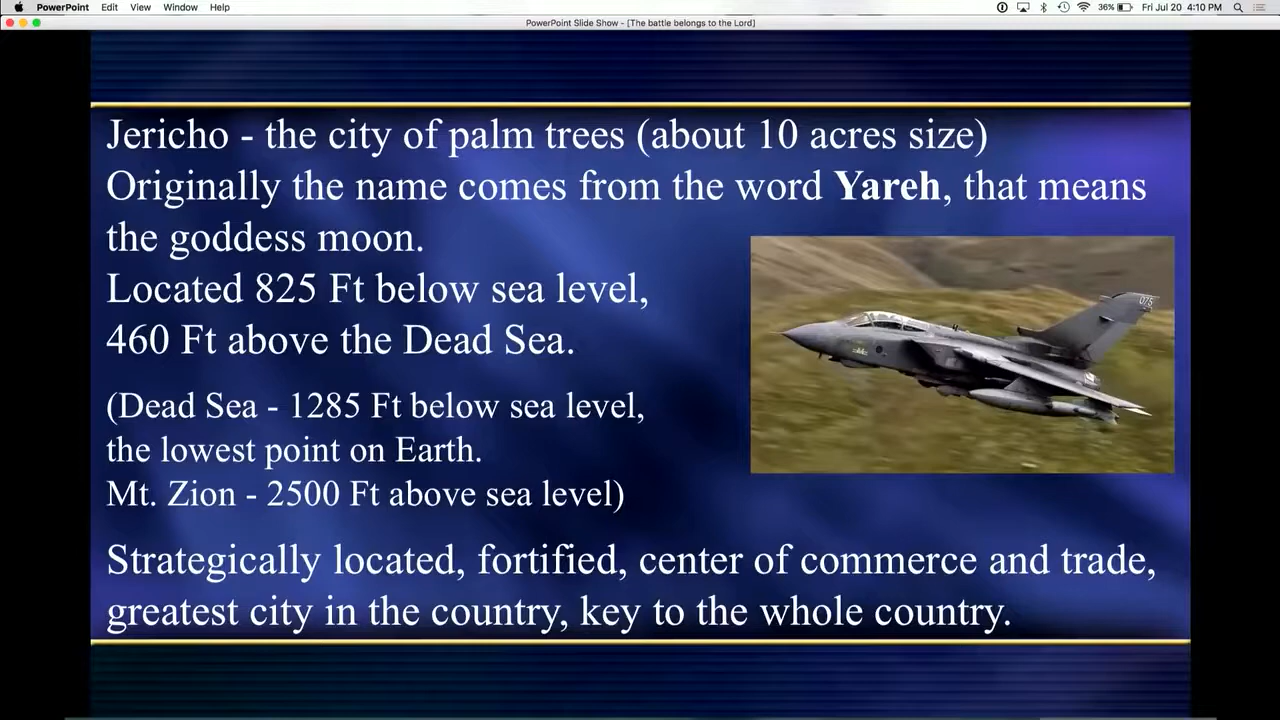 PowerPoint Edit View Window Help 36% Fri Jul 20 4:10 PM
PowerPoint Slide Show - [The battle belongs to the Lord]
Jericho - the city of palm trees (about 10 acres size)
Originally the name comes from the word Yareh, that means
the goddess moon.
Located 825 Ft below sea level,
460 Ft above the Dead Sea.
(Dead Sea - 1285 Ft below sea level,
the lowest point on Earth.
Mt. Zion - 2500 Ft above sea level)
075
Strategically located, fortified, center of commerce and trade,
greatest city in the country, key to the whole country.